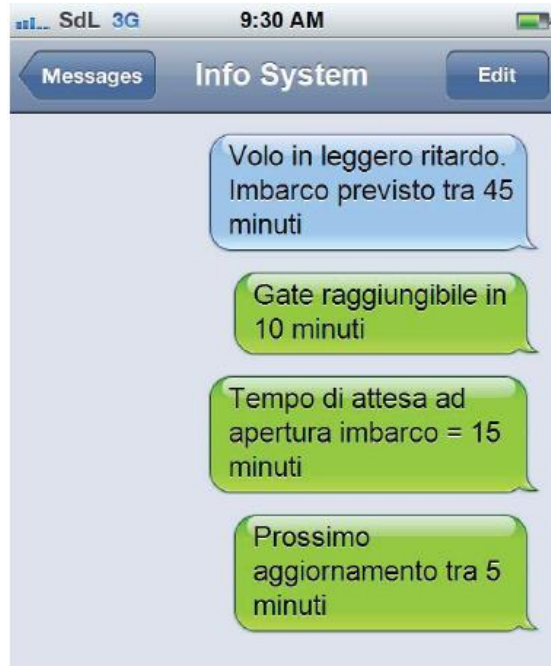 SdL 3G 9:30 AM
Messages Info System Edit
Volo in leggero ritardo.
Imbarco previsto tra 45
minuti
Gate raggiungibile in
10 minuti
Tempo di attesa ad
apertura imbarco = 15
minuti
Prossimo
aggiornamento tra 5
minuti